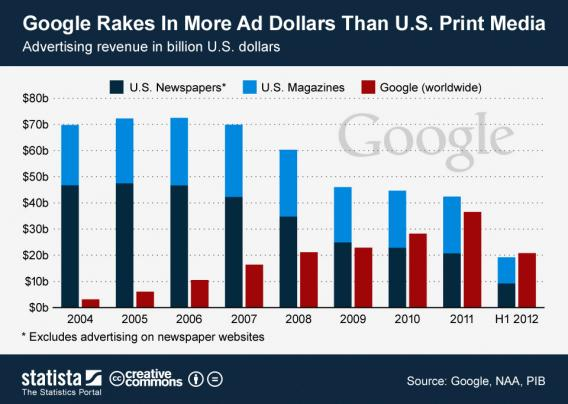 Google Rakes In More Ad Dollars Than U.S. Print Media
Advertising revenue in billion U.S. dollars
U.S. Newspapers* U.S. Magazines Google (worldwide)
$80b
$70b
$60b
$50b
$40b
$30b
$20b
$10b
$0b
Google
2004 2005 2006 2007 2008 2009 2010 2011 H1 2012
* Excludes advertising on newspaper websites
statista
The Statistics Portal
cc creative commons
Source: Google, NAA, PIB